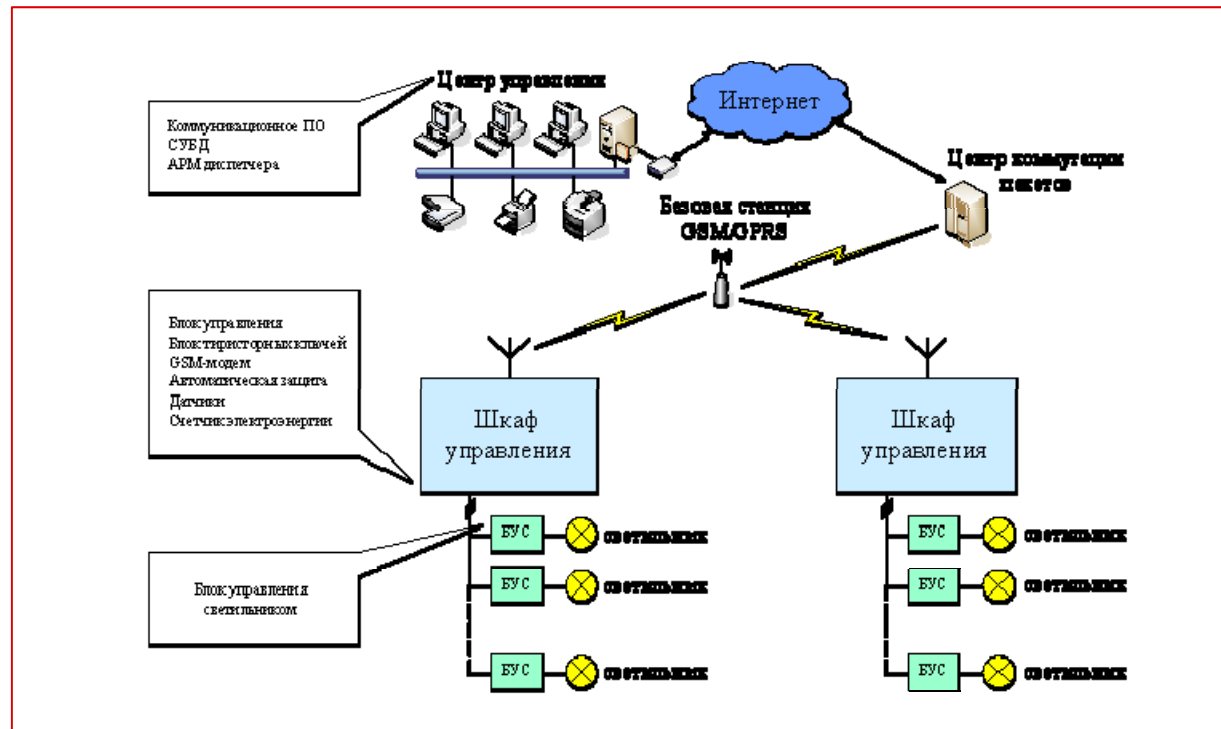 Центр управления
Интернет
Коммуникационное ПО
СУБД
АРМ диспетчера
Центр коммутации
пакетов
Базовая станция
GSM/GPRS
Блок управления
Блок тиристорных ключей
GSM-модем
Автоматическая защита
Датчики
Счетчик электроэнергии
Шкаф
управления
Шкаф
управления
БУС
светильник
БУС
светильник
БУС
светильник
БУС
светильник
Блок управления
светильником
БУС
светильник
БУС
светильник